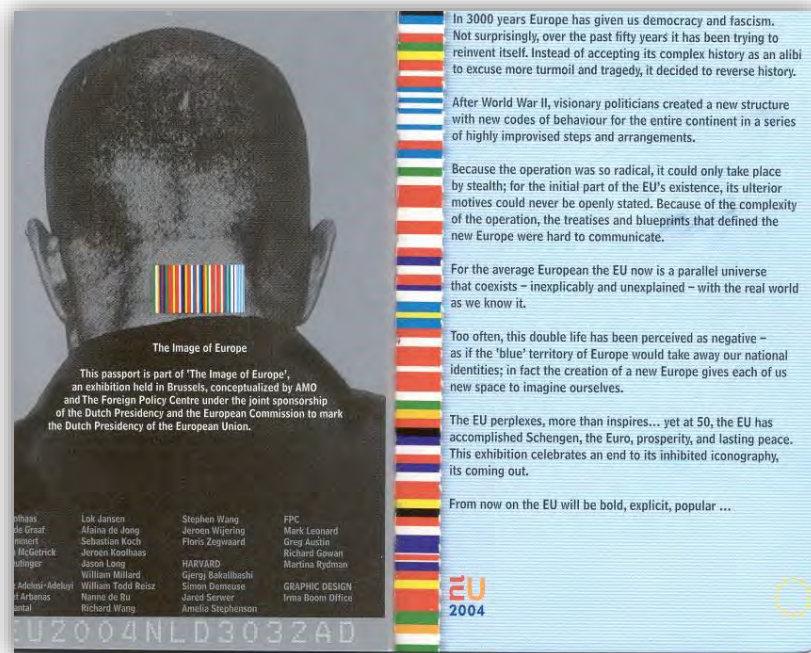 The Image of Europe
This passport is part of 'The Image of Europe',
an exhibition held in Brussels, conceptualized by AMO
and The Foreign Policy Centre under the joint sponsorship
of the Dutch Presidency and the European Commission to mark
the Dutch Presidency of the European Union.
Lok Jansen
Afaina de Jong
Sebastian Koch
Jeroen Koolhaas
Jason Long
William Millard
William Todd Reisz
Nanne de Ru
Richard Wang
Stephen Wang
Jeroen Wijering
Floris Zegwaard
HARVARD
Gjergj Bakallbashi
Simon Demeuse
Jared Serwer
Amelia Stephenson
FPC
Mark Leonard
Greg Austin
Richard Gowan
Martina Rydman
GRAPHIC DESIGN
Irma Boom Office
EU2004NLD3032AD
In 3000 years Europe has given us democracy and fascism.
Not surprisingly, over the past fifty years it has been trying to
reinvent itself. Instead of accepting its complex history as an alibi
to excuse more turmoil and tragedy, it decided to reverse history.
After World War II, visionary politicians created a new structure
with new codes of behaviour for the entire continent in a series
of highly improvised steps and arrangements.
Because the operation was so radical, it could only take place
by stealth; for the initial part of the EU's existence, its ulterior
motives could never be openly stated. Because of the complexity
of the operation, the treatises and blueprints that defined the
new Europe were hard to communicate.
For the average European the EU now is a parallel universe
that coexists – inexplicably and unexplained – with the real world
as we know it.
Too often, this double life has been perceived as negative –
as if the 'blue' territory of Europe would take away our national
identities; in fact the creation of a new Europe gives each of us
new space to imagine ourselves.
The EU perplexes, more than inspires... yet at 50, the EU has
accomplished Schengen, the Euro, prosperity, and lasting peace.
This exhibition celebrates an end to its inhibited iconography,
its coming out.
From now on the EU will be bold, explicit, popular ...
EU
2004